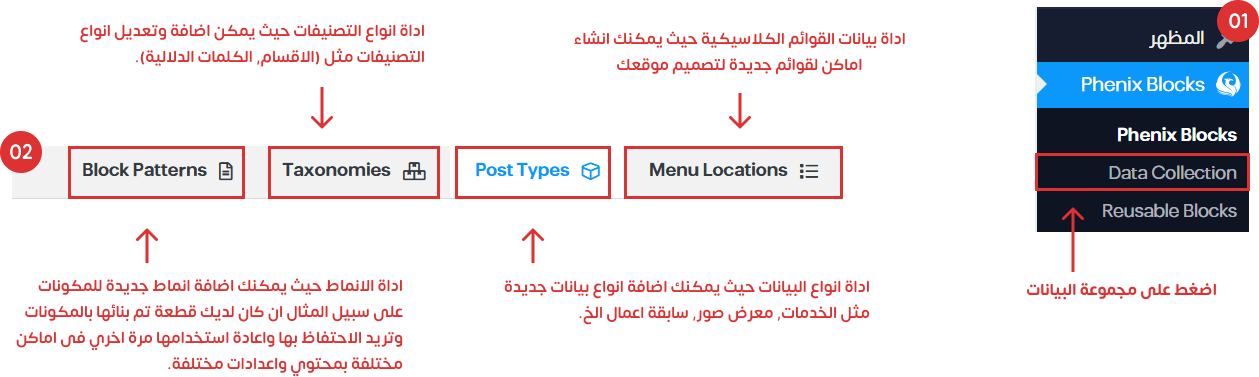 01
المظهر
Phenix Blocks
Phenix Blocks
Data Collection
Reusable Blocks
اضغط على مجموعة البيانات
02
اداة بيانات القوائم الكلاسيكية حيث يمكنك انشاء
اماكن لقوائم جديدة لتصميم موقعك
اداة انواع التصنيفات حيث يمكن اضافة وتعديل انواع
التصنيفات مثل (الاقسام, الكلمات الدلالية).
Menu Locations
Post Types
Taxonomies
Block Patterns
اداة انواع البيانات حيث يمكنك اضافة انواع بيانات جديدة
مثل الخدمات, معرض صور, سابقة اعمال الخ.
اداة الانماط حيث يمكنك اضافة انماط جديدة للمكونات
على سبيل المثال ان كان لديك قطعة تم بنائها بالمكونات
وتريد الاحتفاظ بها واعادة استخدامها مرة اخري فى اماكن
مختلفة بمحتوي واعدادات مختلفة.